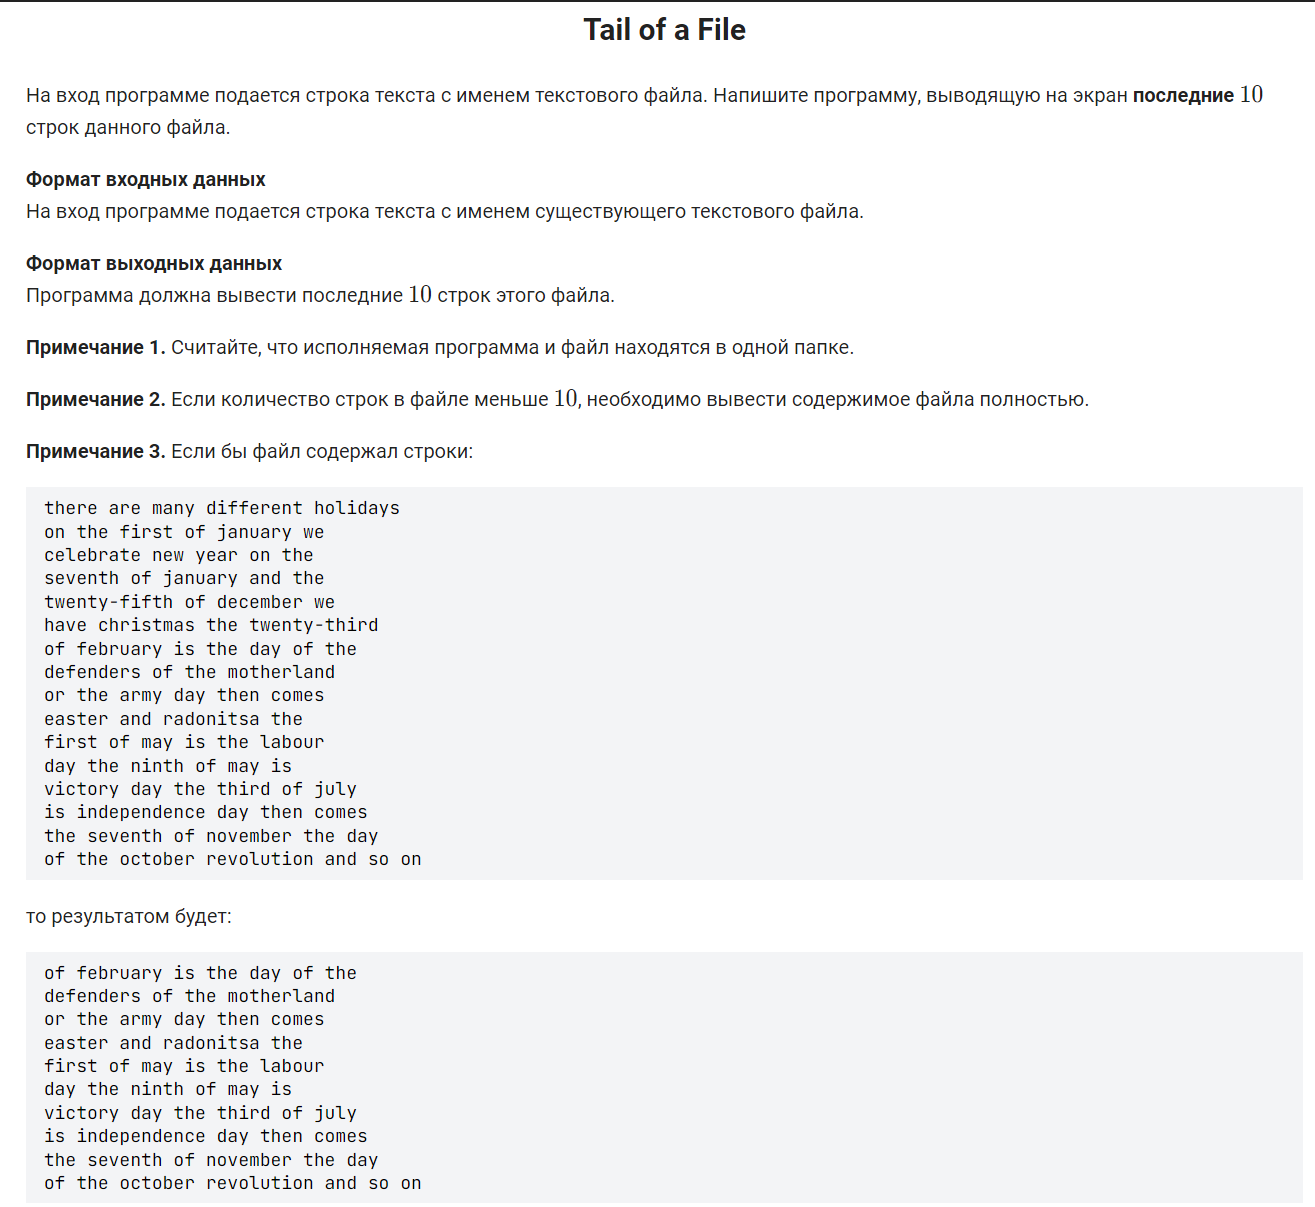 Tail of a File
На вход программе подается строка текста с именем текстового файла. Напишите программу, выводящую на экран последние 10
строк данного файла.
Формат входных данных
На вход программе подается строка текста с именем существующего текстового файла.
Формат выходных данных
Программа должна вывести последние 10 строк этого файла.
Примечание 1. Считайте, что исполняемая программа и файл находятся в одной папке.
Примечание 2. Если количество строк в файле меньше 10, необходимо вывести содержимое файла полностью.
Примечание 3. Если бы файл содержал строки:
there are many different holidays
on the first of january we
celebrate new year on the
seventh of january and the
twenty-fifth of december we
have christmas the twenty-third
of february is the day of the
defenders of the motherland
or the army day then comes
easter and radonitsa the
first of may is the labour
day the ninth of may is
victory day the third of july
is independence day then comes
the seventh of november the day
of the october revolution and so on
то результатом будет:
of february is the day of the
defenders of the motherland
or the army day then comes
easter and radonitsa the
first of may is the labour
day the ninth of may is
victory day the third of july
is independence day then comes
the seventh of november the day
of the october revolution and so on